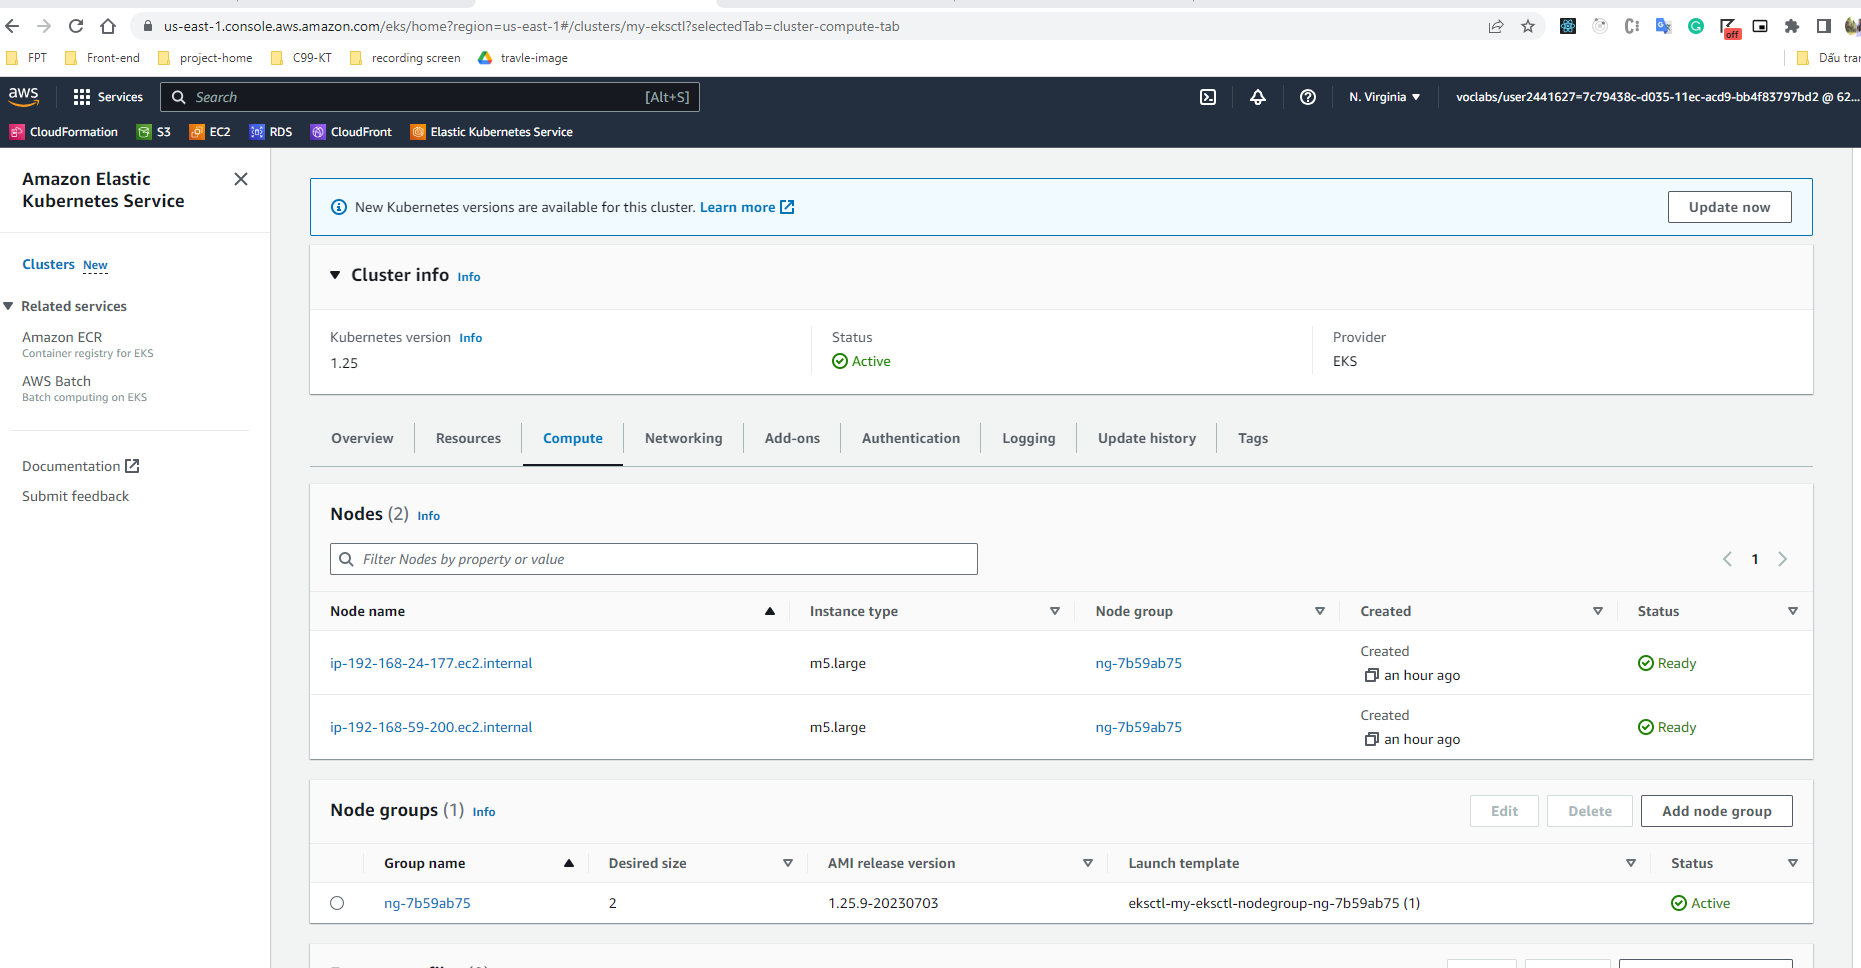 us-east-1.console.aws.amazon.com/eks/home?region=us-east-1#/clusters/my-eksctl?selectedTab=cluster-compute-tab
off
FPT Front-end project-home C99-KT recording screen travle-image
aws Services Search [Alt+S] N. Virginia voclabs/user2441627=7c79438c-d035-11ec-acd9-bb4f83797bd2 @ 62...
CloudFormation S3 EC2 RDS CloudFront Elastic Kubernetes Service
Amazon Elastic
Kubernetes Service
Clusters New
Related services
Amazon ECR
Container registry for EKS
AWS Batch
Batch computing on EKS
Documentation
Submit feedback
New Kubernetes versions are available for this cluster. Learn more Update now
Cluster info Info
Kubernetes version Info Status Provider
1.25 Active EKS
Overview Resources Compute Networking Add-ons Authentication Logging Update history Tags
Nodes (2) Info
Filter Nodes by property or value 1
Node name Instance type Node group Created Status
ip-192-168-24-177.ec2.internal m5.large ng-7b59ab75 Created an hour ago Ready
ip-192-168-59-200.ec2.internal m5.large ng-7b59ab75 Created an hour ago Ready
Node groups (1) Info Edit Delete Add node group
Group name Desired size AMI release version Launch template Status
ng-7b59ab75 2 1.25.9-20230703 eksctl-my-eksctl-nodegroup-ng-7b59ab75 (1) Active